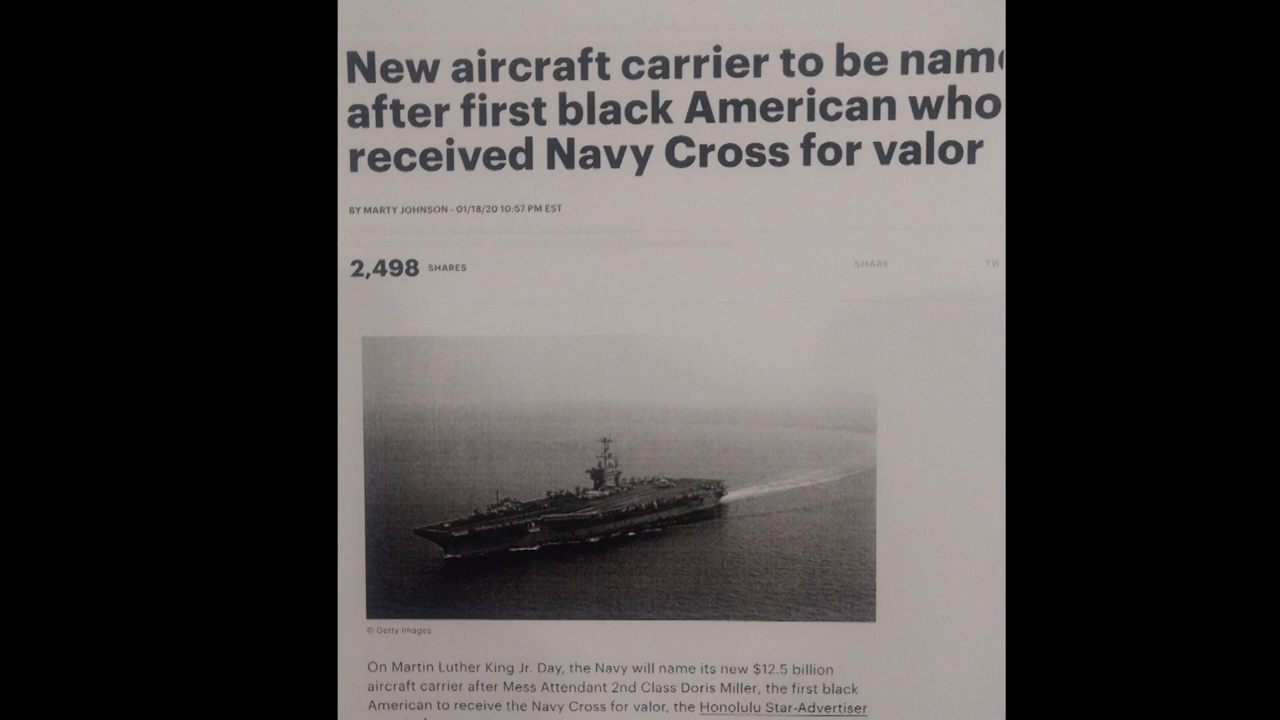 New aircraft carrier to be name
after first black American who
received Navy Cross for valor
BY MARTY JOHNSON - 01/18/20 10:57 PM EST
2,498 SHARES
SHARE
TW
© Getty Images
On Martin Luther King Jr. Day, the Navy will name its new $12.5 billion
aircraft carrier after Mess Attendant 2nd Class Doris Miller, the first black
American to receive the Navy Cross for valor, the Honolulu Star-Advertiser